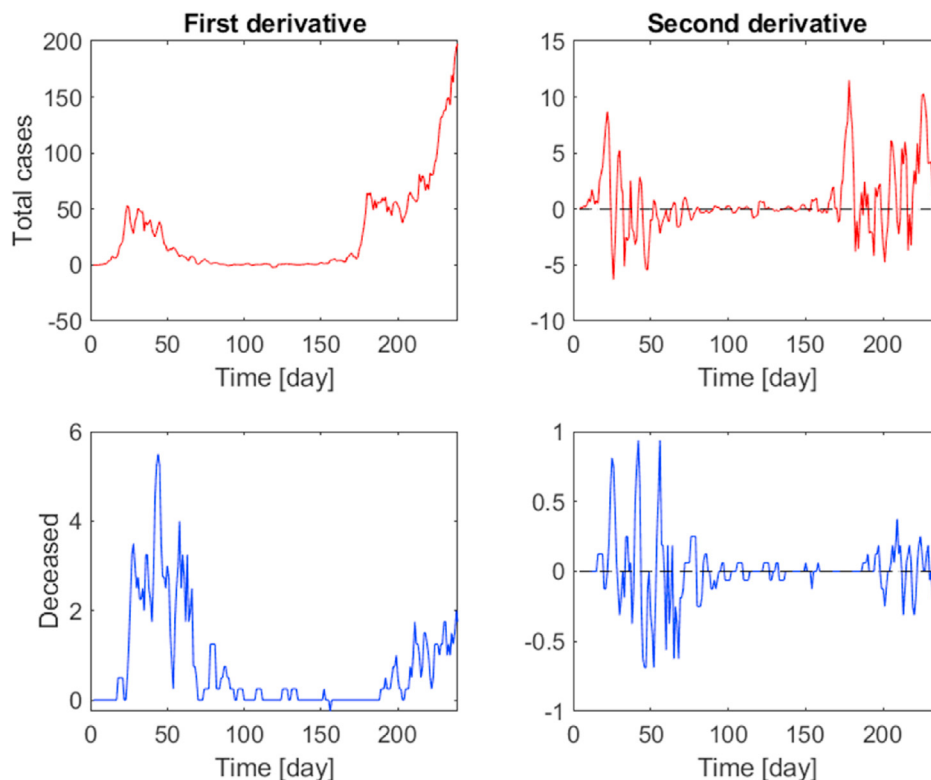 First derivative
Second derivative
Total cases
200
150
100
50
0
-50
0 50 100 150 200
Time [day]
15
10
5
0
-5
-10
0 50 100 150 200
Time [day]
Deceased
6
4
2
0
0 50 100 150 200
Time [day]
1
0.5
0
-0.5
-1
0 50 100 150 200
Time [day]